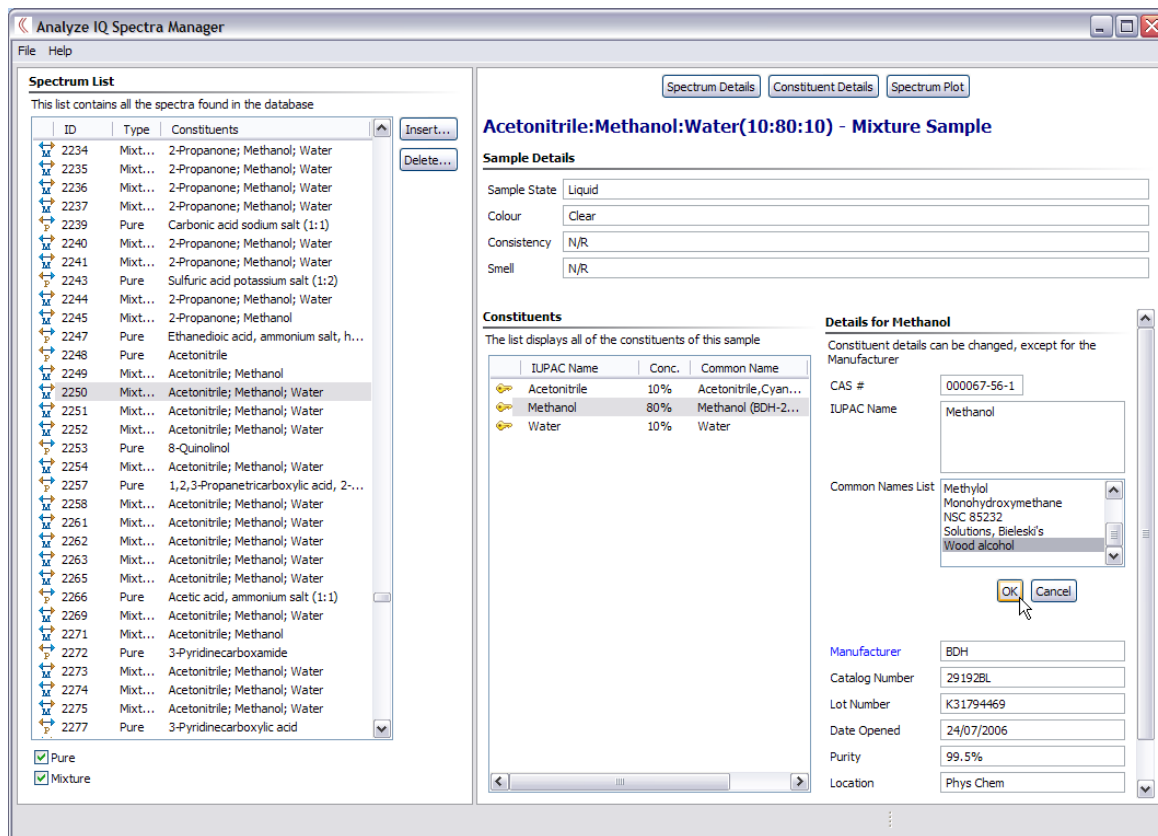 Analyze IQ Spectra Manager
File Help
Spectrum List
This list contains all the spectra found in the database
ID Type Constituents
2234 Mixt... 2-Propanone; Methanol; Water
2235 Mixt... 2-Propanone; Methanol; Water
2236 Mixt... 2-Propanone; Methanol; Water
2237 Mixt... 2-Propanone; Methanol; Water
2239 Pure Carbonic acid sodium salt (1:1)
2240 Mixt... 2-Propanone; Methanol; Water
2241 Mixt... 2-Propanone; Methanol; Water
2243 Pure Sulfuric acid potassium salt (1:2)
2244 Mixt... 2-Propanone; Methanol; Water
2245 Mixt... 2-Propanone; Methanol
2247 Pure Ethanedioic acid, ammonium salt, h...
2248 Pure Acetonitrile
2249 Mixt... Acetonitrile; Methanol
2250 Mixt... Acetonitrile; Methanol; Water
2251 Mixt... Acetonitrile; Methanol; Water
2252 Mixt... Acetonitrile; Methanol; Water
2253 Pure 8-Quinolinol
2254 Mixt... Acetonitrile; Methanol; Water
2257 Pure 1,2,3-Propanetricarboxylic acid, 2-...
2258 Mixt... Acetonitrile; Methanol; Water
2261 Mixt... Acetonitrile; Methanol; Water
2262 Mixt... Acetonitrile; Methanol; Water
2263 Mixt... Acetonitrile; Methanol; Water
2265 Mixt... Acetonitrile; Methanol; Water
2266 Pure Acetic acid, ammonium salt (1:1)
2269 Mixt... Acetonitrile; Methanol; Water
2271 Mixt... Acetonitrile; Methanol
2272 Pure 3-Pyridinecarboxamide
2273 Mixt... Acetonitrile; Methanol; Water
2274 Mixt... Acetonitrile; Methanol; Water
2275 Mixt... Acetonitrile; Methanol; Water
2277 Pure 3-Pyridinecarboxylic acid
Pure
Mixture
Insert...
Delete...
Spectrum Details Constituent Details Spectrum Plot
Acetonitrile:Methanol:Water(10:80:10) - Mixture Sample
Sample Details
Sample State Liquid
Colour Clear
Consistency N/R
Smell N/R
Constituents
The list displays all of the constituents of this sample
IUPAC Name Conc. Common Name
Acetonitrile 10% Acetonitrile,Cyan...
Methanol 80% Methanol (BDH-2...
Water 10% Water
Details for Methanol
Constituent details can be changed, except for the
Manufacturer
CAS # 000067-56-1
IUPAC Name Methanol
Common Names List Methylol
Monohydroxymethane
NSC 85232
Solutions, Bieleski's
Wood alcohol
OK Cancel
Manufacturer BDH
Catalog Number 29192BL
Lot Number K31794469
Date Opened 24/07/2006
Purity 99.5%
Location Phys Chem